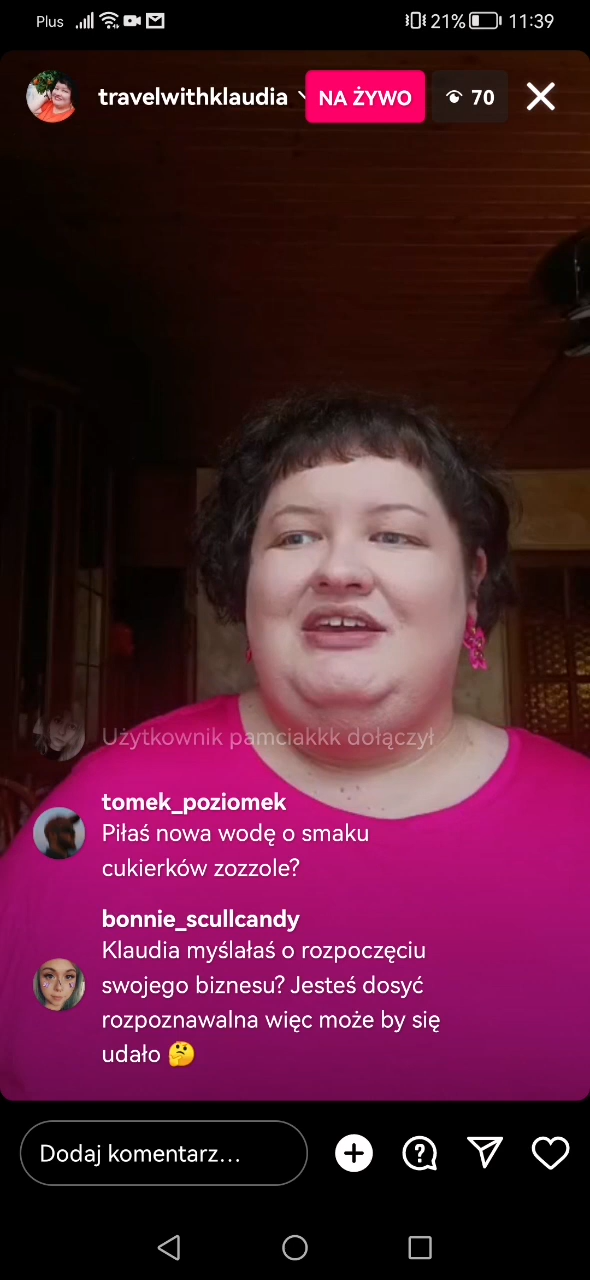 Plus 21% 11:39
travelwithklaudia NA ŻYWO 70
Użytkownik pamciakkk dołączył
tomek_poziomek
Piłaś nowa wodę o smaku
cukierków zozzole?
bonnie_scullcandy
Klaudia myślałaś o rozpoczęciu
swojego biznesu? Jesteś dosyć
rozpoznawalna więc może by się
udało 🤔
Dodaj komentarz...